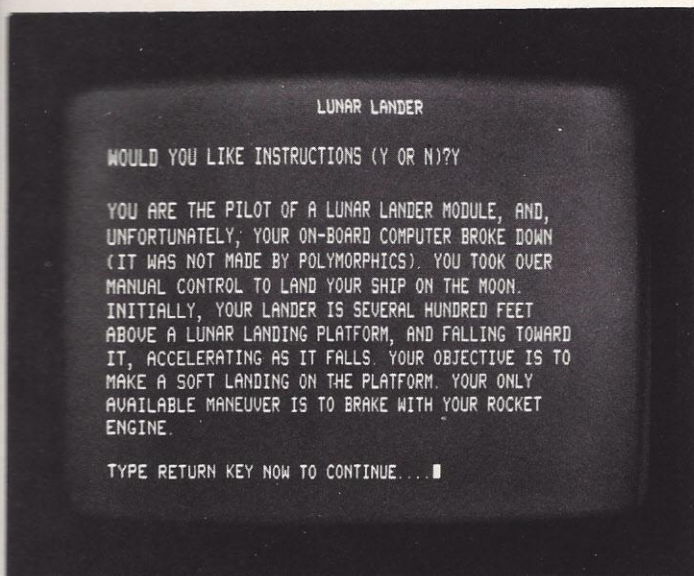 LUNAR LANDER
WOULD YOU LIKE INSTRUCTIONS (Y OR N)?Y
YOU ARE THE PILOT OF A LUNAR LANDER MODULE, AND,
UNFORTUNATELY, YOUR ON-BOARD COMPUTER BROKE DOWN
(IT WAS NOT MADE BY POLYMORPHICS). YOU TOOK OVER
MANUAL CONTROL TO LAND YOUR SHIP ON THE MOON.
INITIALLY, YOUR LANDER IS SEVERAL HUNDRED FEET
ABOVE A LUNAR LANDING PLATFORM, AND FALLING TOWARD
IT, ACCELERATING AS IT FALLS. YOUR OBJECTIVE IS TO
MAKE A SOFT LANDING ON THE PLATFORM. YOUR ONLY
AVAILABLE MANEUVER IS TO BRAKE WITH YOUR ROCKET
ENGINE.
TYPE RETURN KEY NOW TO CONTINUE....